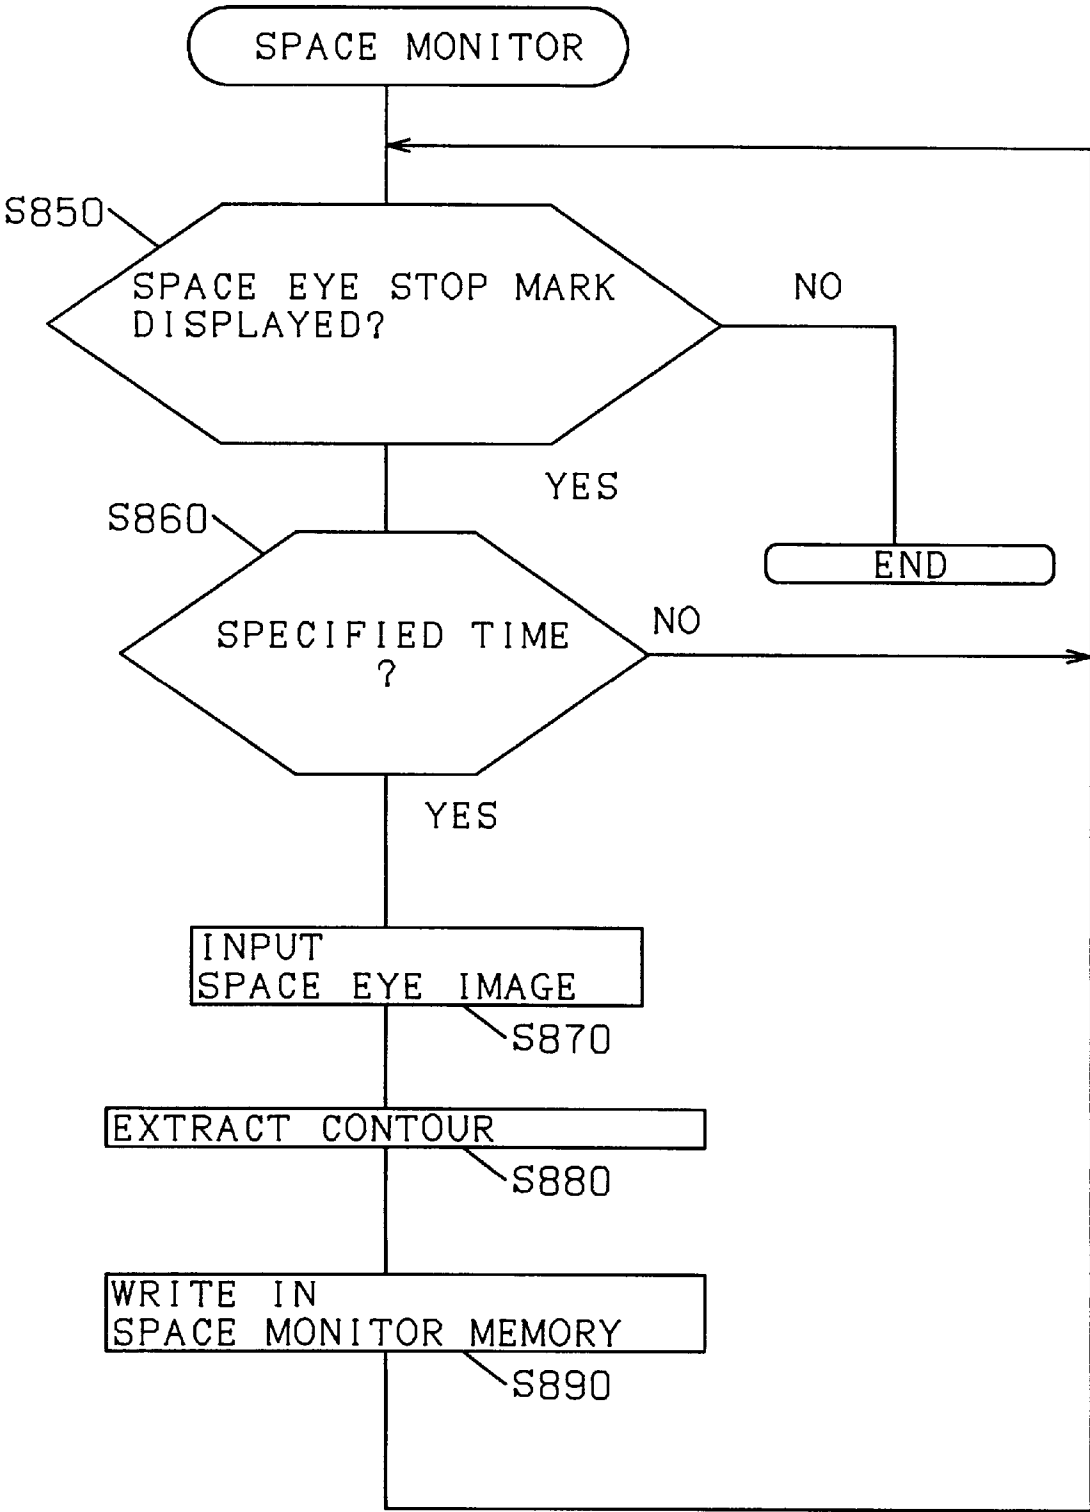 SPACE MONITOR
S850
SPACE EYE STOP MARK
DISPLAYED?
NO
YES
S860
END
SPECIFIED TIME
?
NO
YES
INPUT
SPACE EYE IMAGE
S870
EXTRACT CONTOUR
S880
WRITE IN
SPACE MONITOR MEMORY
S890